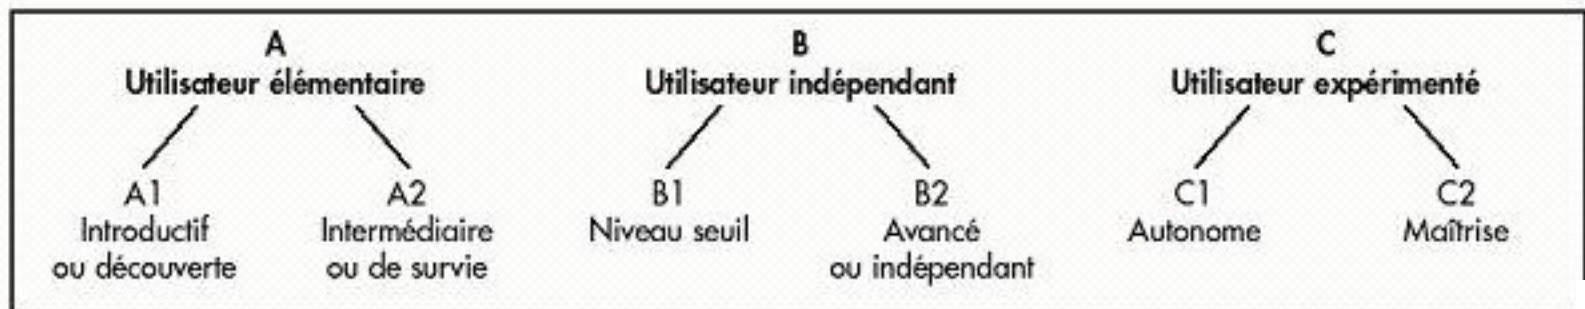 A
Utilisateur élémentaire
A1
Introductif
ou découverte
A2
Intermédiaire
ou de survie
B
Utilisateur indépendant
B1
Niveau seuil
B2
Avancé
ou indépendant
C
Utilisateur expérimenté
C1
Autonome
C2
Maîtrise